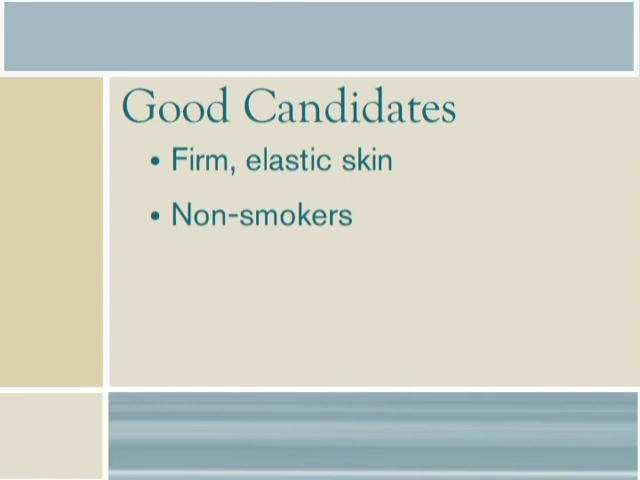 Good Candidates
• Firm, elastic skin
• Non-smokers